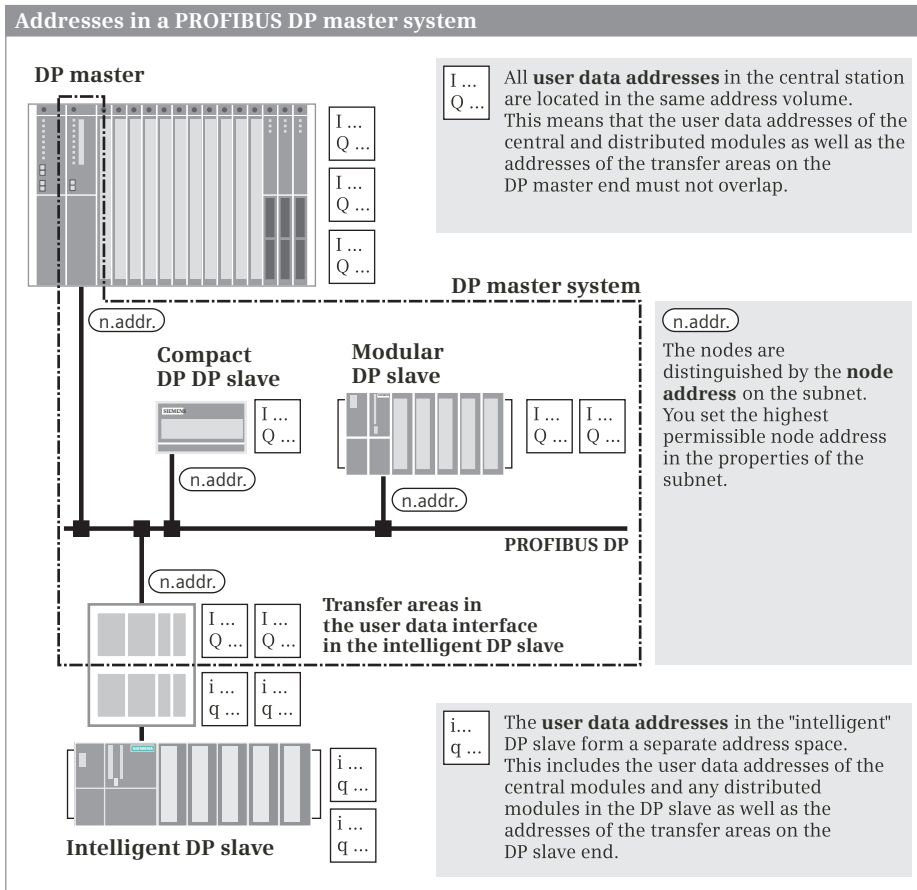 Addresses in a PROFIBUS DP master system
DP master
I ...
Q ...
I ...
Q ...
I ...
Q ...
I ...
Q ...
All user data addresses in the central station
are located in the same address volume.
This means that the user data addresses of the
central and distributed modules as well as the
addresses of the transfer areas on the
DP master end must not overlap.
DP master system
n.addr.
Compact
DP DP slave
SIEMENS
I ...
Q ...
n.addr.
Modular
DP slave
I ...
Q ...
I ...
Q ...
n.addr.
n.addr.
The nodes are
distinguished by the node
address on the subnet.
You set the highest
permissible node address
in the properties of the
subnet.
PROFIBUS DP
n.addr.
I ...
Q ...
I ...
Q ...
Transfer areas in
the user data interface
in the intelligent DP slave
i ...
q ...
i ...
q ...
SIEMENS
i ...
q ...
i ...
q ...
Intelligent DP slave
i...
q ...
The user data addresses in the "intelligent"
DP slave form a separate address space.
This includes the user data addresses of the
central modules and any distributed
modules in the DP slave as well as the
addresses of the transfer areas on the
DP slave end.